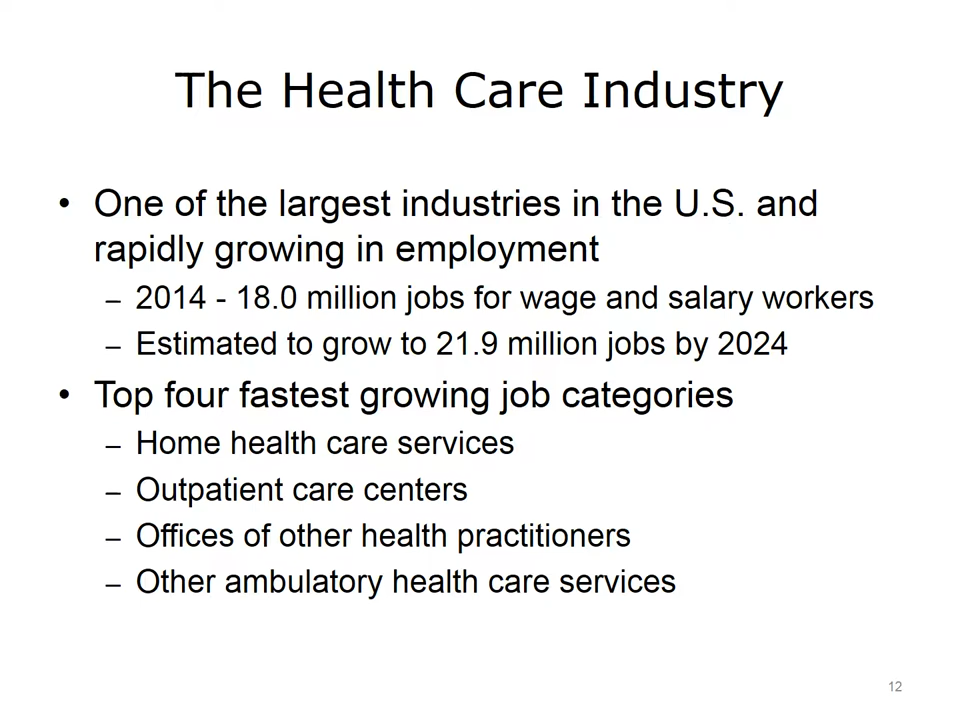 The Health Care Industry
• One of the largest industries in the U.S. and
rapidly growing in employment
– 2014 - 18.0 million jobs for wage and salary workers
– Estimated to grow to 21.9 million jobs by 2024
• Top four fastest growing job categories
– Home health care services
– Outpatient care centers
– Offices of other health practitioners
– Other ambulatory health care services
12